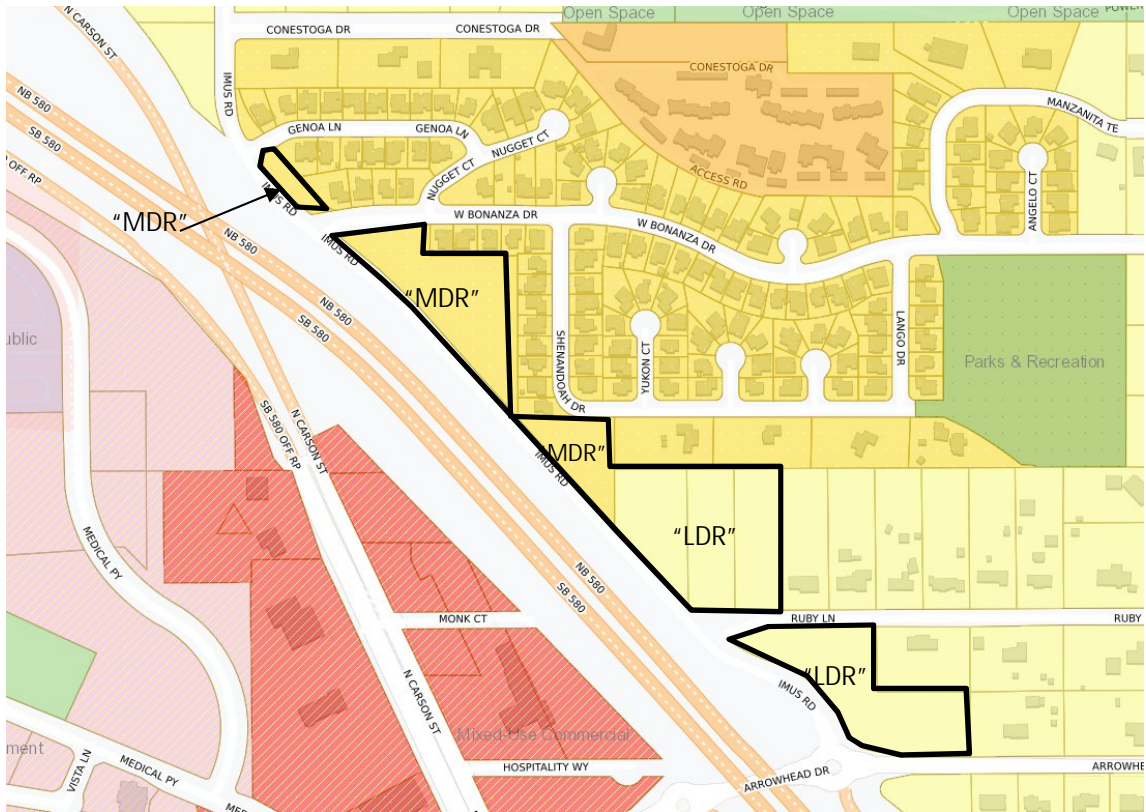 Open Space
Open Space
Open Space
POWER
N CARSON ST
CONESTOGA DR
CONESTOGA DR
CONESTOGA DR
IMUS RD
NB 580
SB 580
OFF RP
GENOA LN
GENOA LN
NUGGET CT
NUGGET CT
MANZANITA TE
ACCESS RD
ANGELO CT
IMUS RD
"MDR"
W BONANZA DR
W BONANZA DR
IMUS RD
NB 580
"MDR"
NB 580
SB 580
ublic
SHENANDOAH DR
YUKON CT
LANGO DR
Parks & Recreation
SB 580 OFF RP
N CARSON ST
"MDR"
IMUS RD
"LDR"
MEDICAL PY
NB 580
SB 580
MONK CT
RUBY LN
RUBY
N CARSON ST
"LDR"
IMUS RD
Mixed-Use Commercial
ment
VISTA LN
MEDICAL PY
HOSPITALITY WY
ARROWHEAD DR
ARROWHE
MED